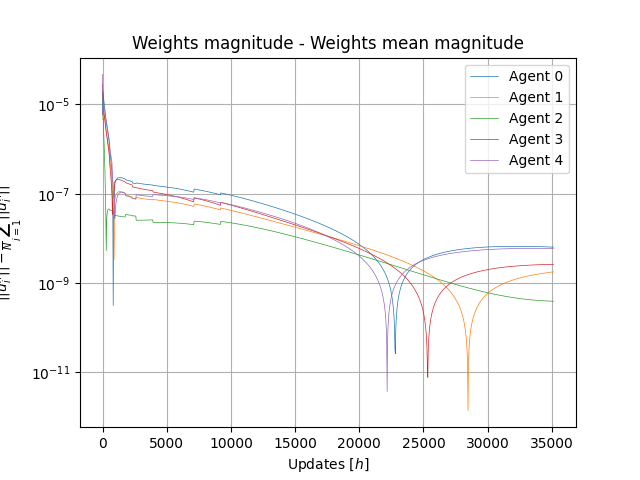 Weights magnitude - Weights mean magnitude
Agent 0
Agent 1
Agent 2
Agent 3
Agent 4
10⁻⁵
10⁻⁷
10⁻⁹
10⁻¹¹
0 5000 10000 15000 20000 25000 30000 35000
Updates [h]